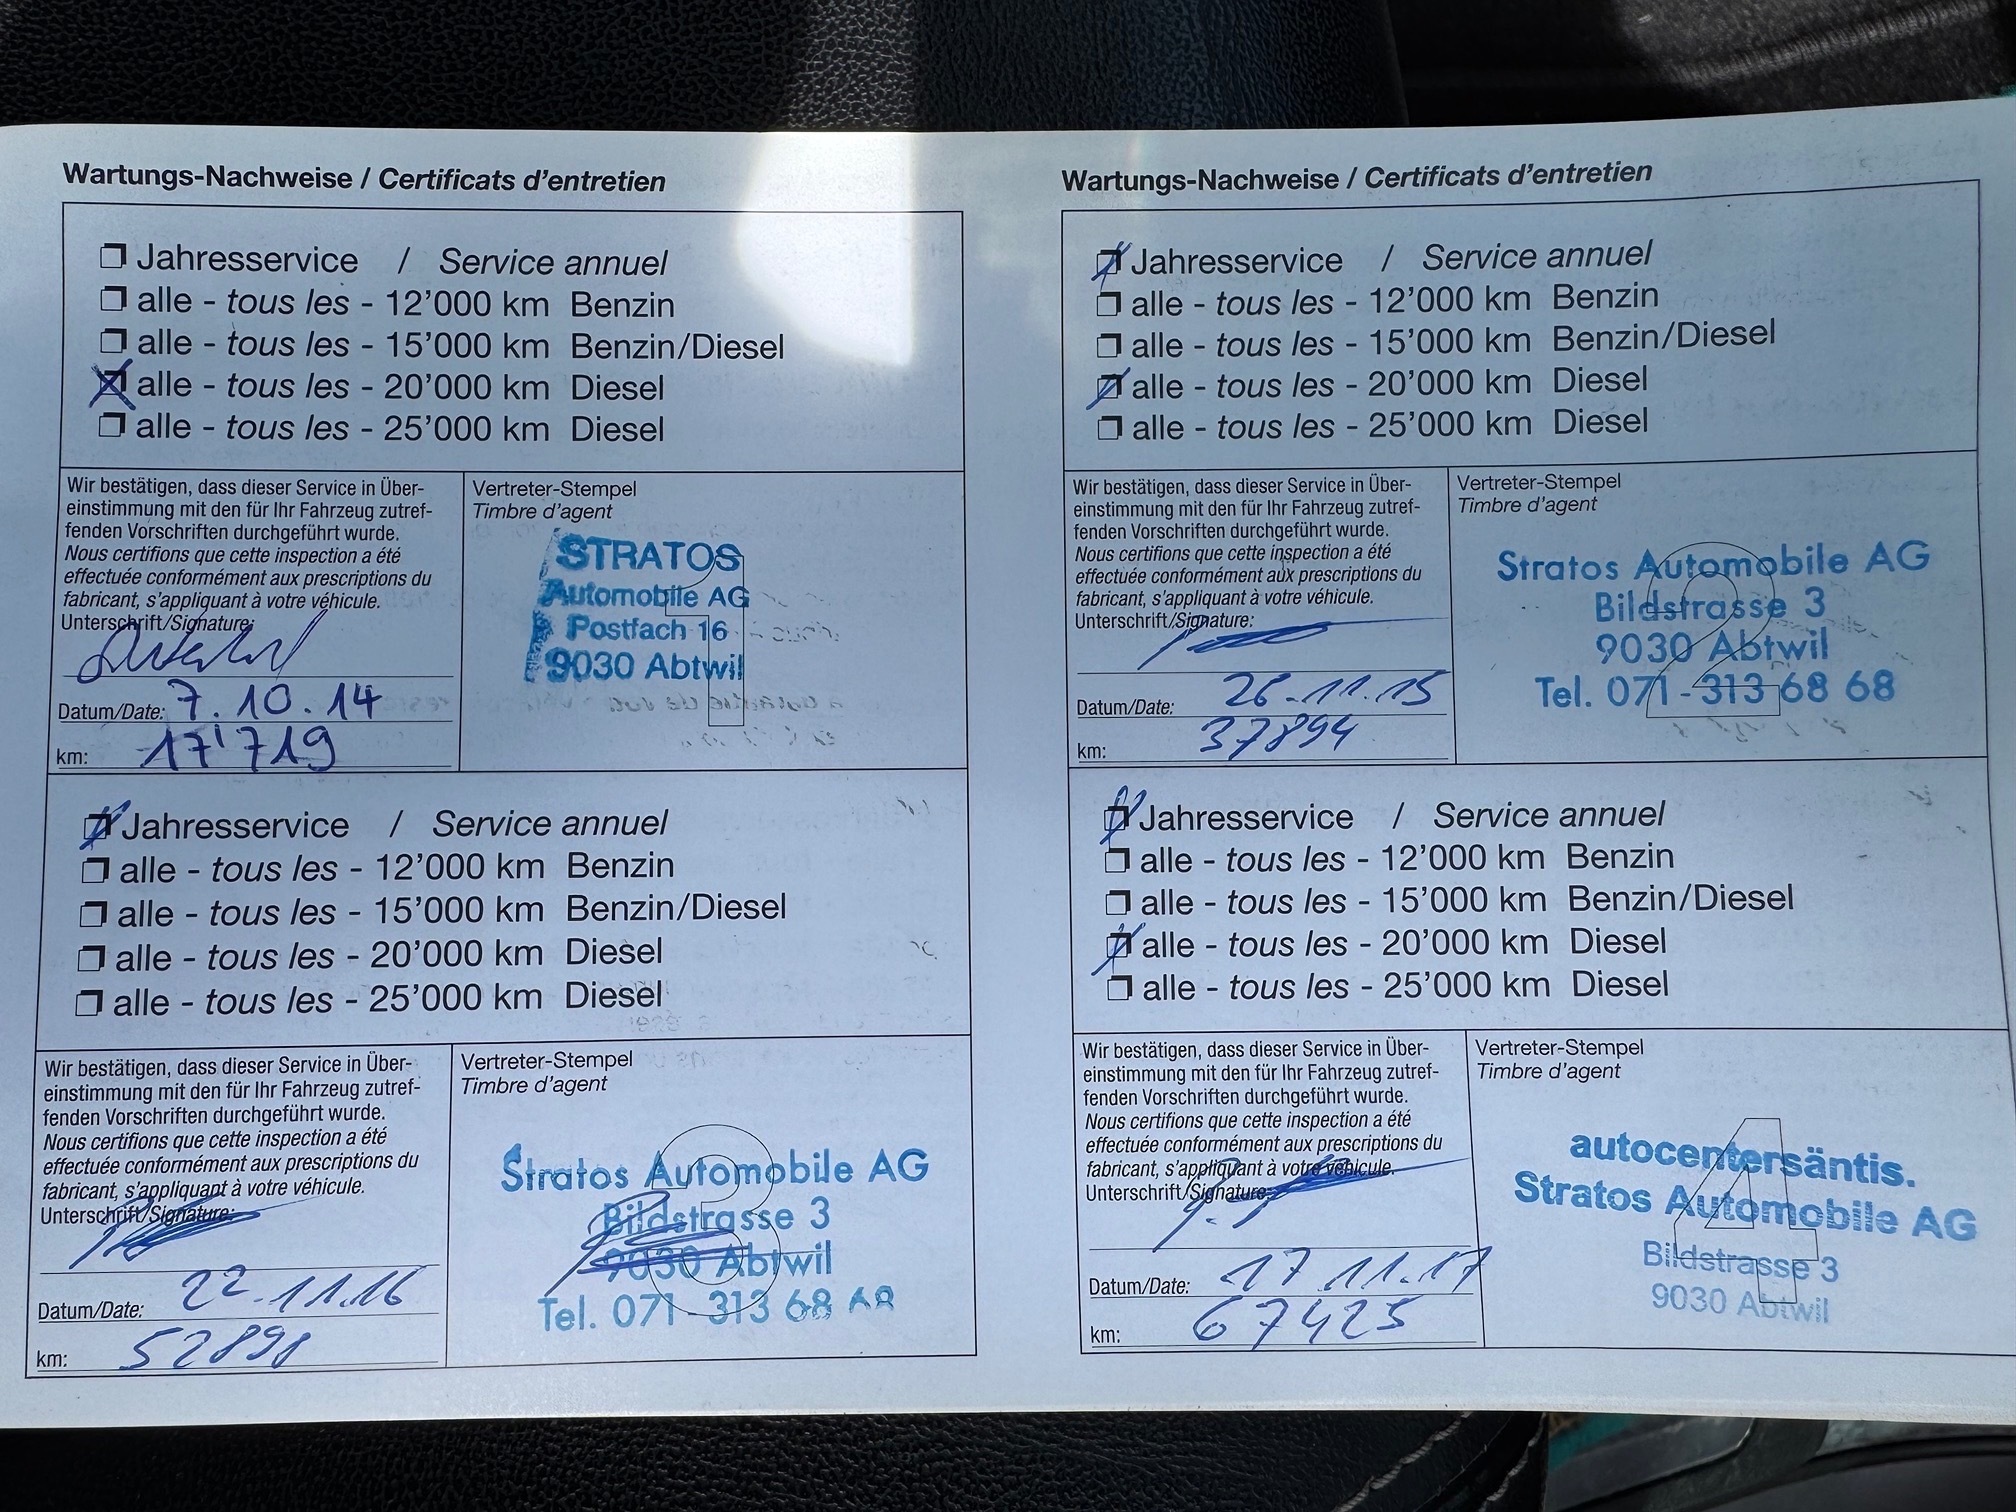 Wartungs-Nachweise / Certificats d'entretien
Jahresservice / Service annuel
alle - tous les - 12'000 km Benzin
alle - tous les - 15'000 km Benzin/Diesel
alle - tous les - 20'000 km Diesel
alle - tous les - 25'000 km Diesel
Wir bestätigen, dass dieser Service in Über-
einstimmung mit den für Ihr Fahrzeug zutref-
fenden Vorschriften durchgeführt wurde.
Nous certifions que cette inspection a été
effectuée conformément aux prescriptions du
fabricant, s'appliquant à votre véhicule.
Unterschrift/Signature:
Datum/Date: 7.10.14
km: 17'719
Vertreter-Stempel
Timbre d'agent
1
STRATOS
Automobile AG
Postfach 16
9030 Abtwil
Jahresservice / Service annuel
alle - tous les - 12'000 km Benzin
alle - tous les - 15'000 km Benzin/Diesel
alle - tous les - 20'000 km Diesel
alle - tous les - 25'000 km Diesel
Wir bestätigen, dass dieser Service in Über-
einstimmung mit den für Ihr Fahrzeug zutref-
fenden Vorschriften durchgeführt wurde.
Nous certifions que cette inspection a été
effectuée conformément aux prescriptions du
fabricant, s'appliquant à votre véhicule.
Unterschrift/Signature:
Datum/Date: 22.11.16
km: 52898
Vertreter-Stempel
Timbre d'agent
3
Stratos Automobile AG
Bildstrasse 3
9030 Abtwil
Tel. 071-313 68 68
Wartungs-Nachweise / Certificats d'entretien
Jahresservice / Service annuel
alle - tous les - 12'000 km Benzin
alle - tous les - 15'000 km Benzin/Diesel
alle - tous les - 20'000 km Diesel
alle - tous les - 25'000 km Diesel
Wir bestätigen, dass dieser Service in Über-
einstimmung mit den für Ihr Fahrzeug zutref-
fenden Vorschriften durchgeführt wurde.
Nous certifions que cette inspection a été
effectuée conformément aux prescriptions du
fabricant, s'appliquant à votre véhicule.
Unterschrift/Signature:
Datum/Date: 26.11.15
km: 37894
Vertreter-Stempel
Timbre d'agent
2
Stratos Automobile AG
Bildstrasse 3
9030 Abtwil
Tel. 071-313 68 68
Jahresservice / Service annuel
alle - tous les - 12'000 km Benzin
alle - tous les - 15'000 km Benzin/Diesel
alle - tous les - 20'000 km Diesel
alle - tous les - 25'000 km Diesel
Wir bestätigen, dass dieser Service in Über-
einstimmung mit den für Ihr Fahrzeug zutref-
fenden Vorschriften durchgeführt wurde.
Nous certifions que cette inspection a été
effectuée conformément aux prescriptions du
fabricant, s'appliquant à votre véhicule.
Unterschrift/Signature:
Datum/Date: 17.11.17
km: 67425
Vertreter-Stempel
Timbre d'agent
4
autocentersäntis.
Stratos Automobile AG
Bildstrasse 3
9030 Abtwil